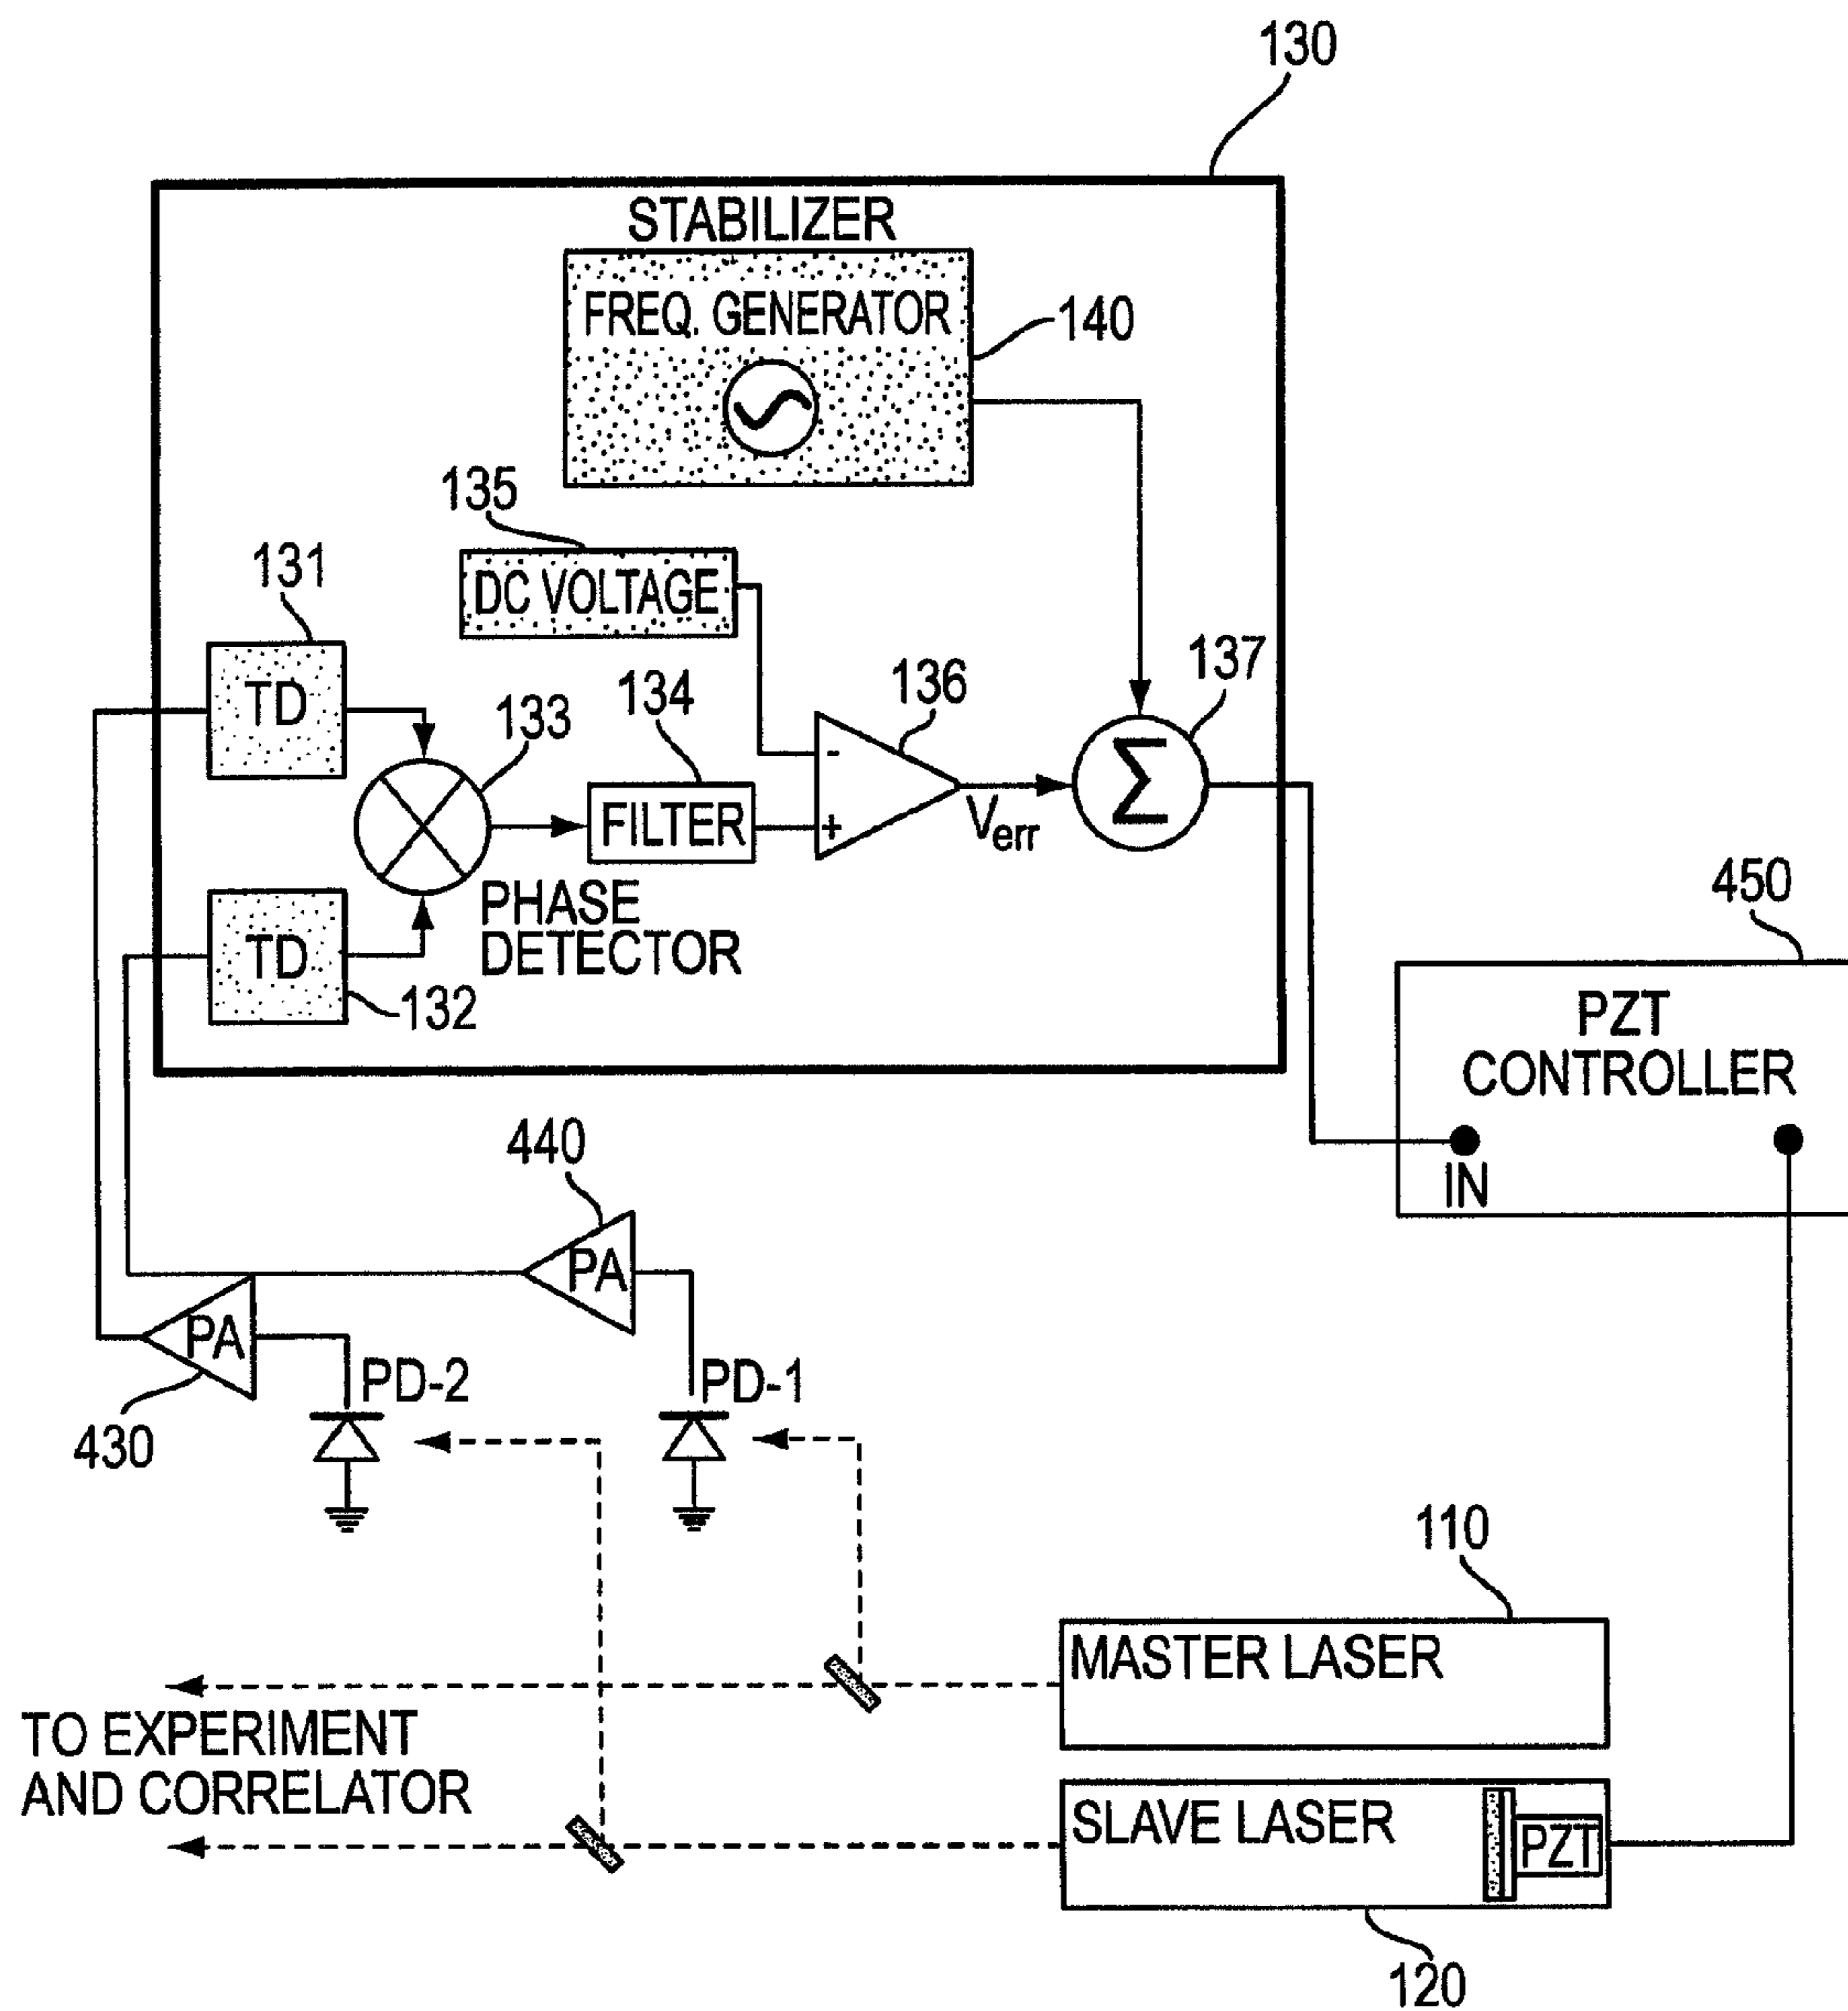 130
STABILIZER
FREQ. GENERATOR
140
135
DC VOLTAGE
131
TD
133
134
FILTER
136
-
+
Verr
137
Σ
PHASE
DETECTOR
TD
132
450
PZT
CONTROLLER
IN
440
PA
PA
430
PD-2
PD-1
110
MASTER LASER
TO EXPERIMENT
AND CORRELATOR
SLAVE LASER
PZT
120